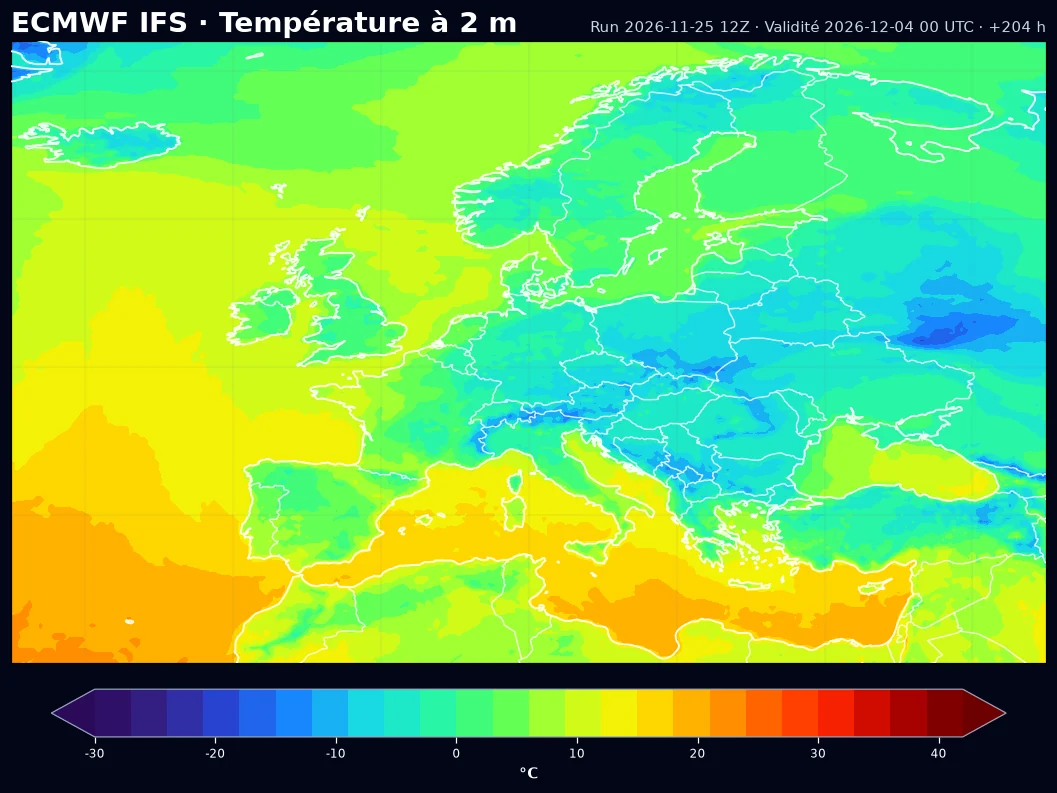 ECMWF IFS · Température à 2 m
Run 2026-11-25 12Z · Validité 2026-12-04 00 UTC · +204 h
-30 -20 -10 0 10 20 30 40
°C